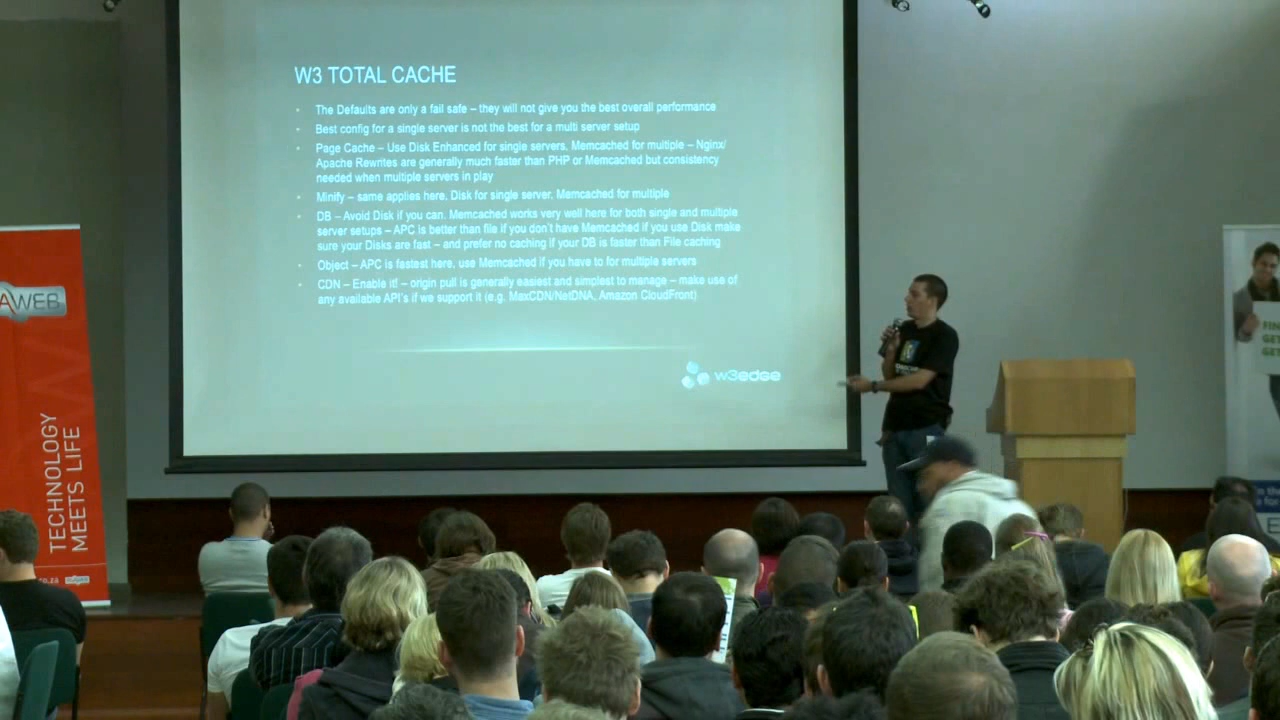 W3 TOTAL CACHE
• The Defaults are only a fail safe – they will not give you the best overall performance
• Best config for a single server is not the best for a multi server setup
• Page Cache – Use Disk Enhanced for single servers, Memcached for multiple – Nginx/
Apache Rewrites are generally much faster than PHP or Memcached but consistency
needed when multiple servers in play
• Minify – same applies here, Disk for single server, Memcached for multiple
• DB – Avoid Disk if you can. Memcached works very well here for both single and multiple
server setups – APC is better than file if you don't have Memcached if you use Disk make
sure your Disks are fast – and prefer no caching if your DB is faster than File caching
• Object – APC is fastest here, use Memcached if you have to for multiple servers
• CDN – Enable it! – origin pull is generally easiest and simplest to manage – make use of
any available API's if we support it (e.g. MaxCDN/NetDNA, Amazon CloudFront)
w3edge
AWEB
TECHNOLOGY
MEETS LIFE